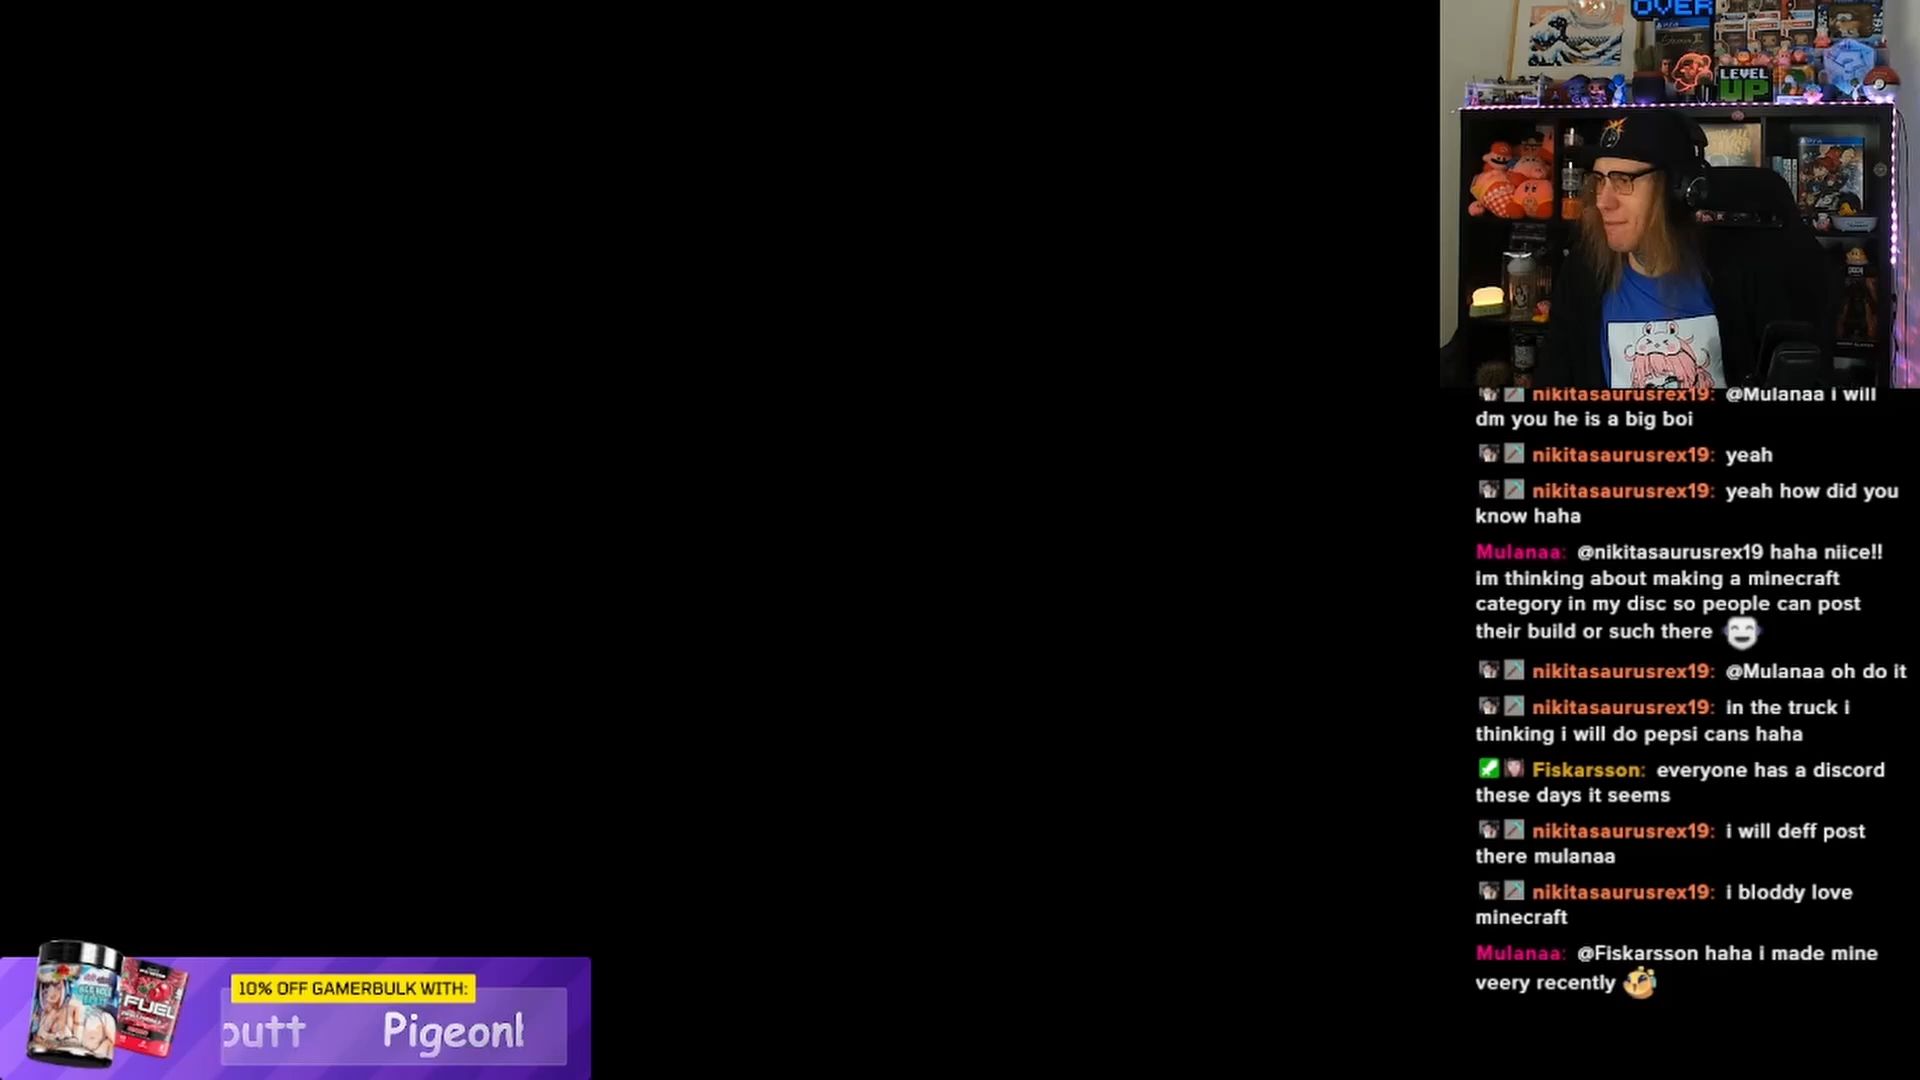 OVER
LEVEL
UP
nikitasaurusrex19: @Mulanaa i will
dm you he is a big boi
nikitasaurusrex19: yeah
nikitasaurusrex19: yeah how did you
know haha
Mulanaa: @nikitasaurusrex19 haha niice!!
im thinking about making a minecraft
category in my disc so people can post
their build or such there
nikitasaurusrex19: @Mulanaa oh do it
nikitasaurusrex19: in the truck i
thinking i will do pepsi cans haha
Fiskarsson: everyone has a discord
these days it seems
nikitasaurusrex19: i will deff post
there mulanaa
nikitasaurusrex19: i bloddy love
minecraft
Mulanaa: @Fiskarsson haha i made mine
veery recently
10% OFF GAMERBULK WITH:
FUEL
butt Pigeonb